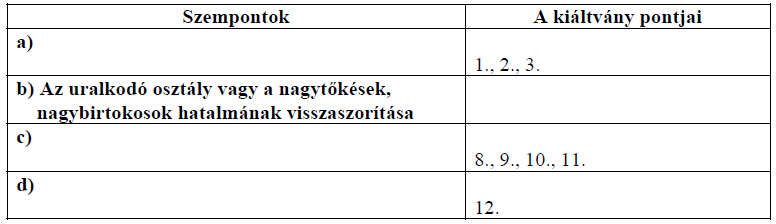 Szempontok A kiáltvány pontjai
a)
1., 2., 3.
b) Az uralkodó osztály vagy a nagytőkések,
nagybirtokosok hatalmának visszaszorítása
c)
8., 9., 10., 11.
d)
12.